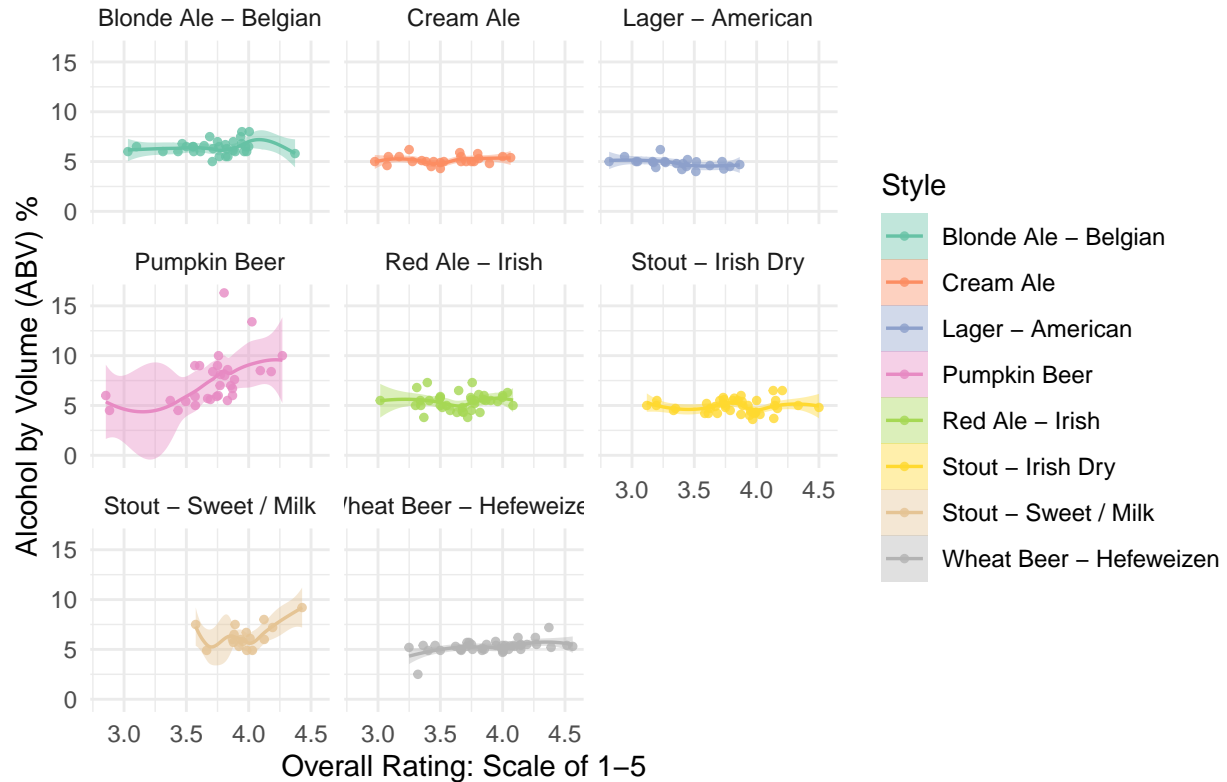 Blonde Ale – Belgian
Cream Ale
Lager – American
15
10
5
0
Pumpkin Beer
Red Ale – Irish
Stout – Irish Dry
15
10
5
0
3.0 3.5 4.0 4.5
Stout – Sweet / Milk
heat Beer – Hefeweize
15
10
5
0
3.0 3.5 4.0 4.5
3.0 3.5 4.0 4.5
Overall Rating: Scale of 1–5
Alcohol by Volume (ABV) %
Style
Blonde Ale – Belgian
Cream Ale
Lager – American
Pumpkin Beer
Red Ale – Irish
Stout – Irish Dry
Stout – Sweet / Milk
Wheat Beer – Hefeweizen